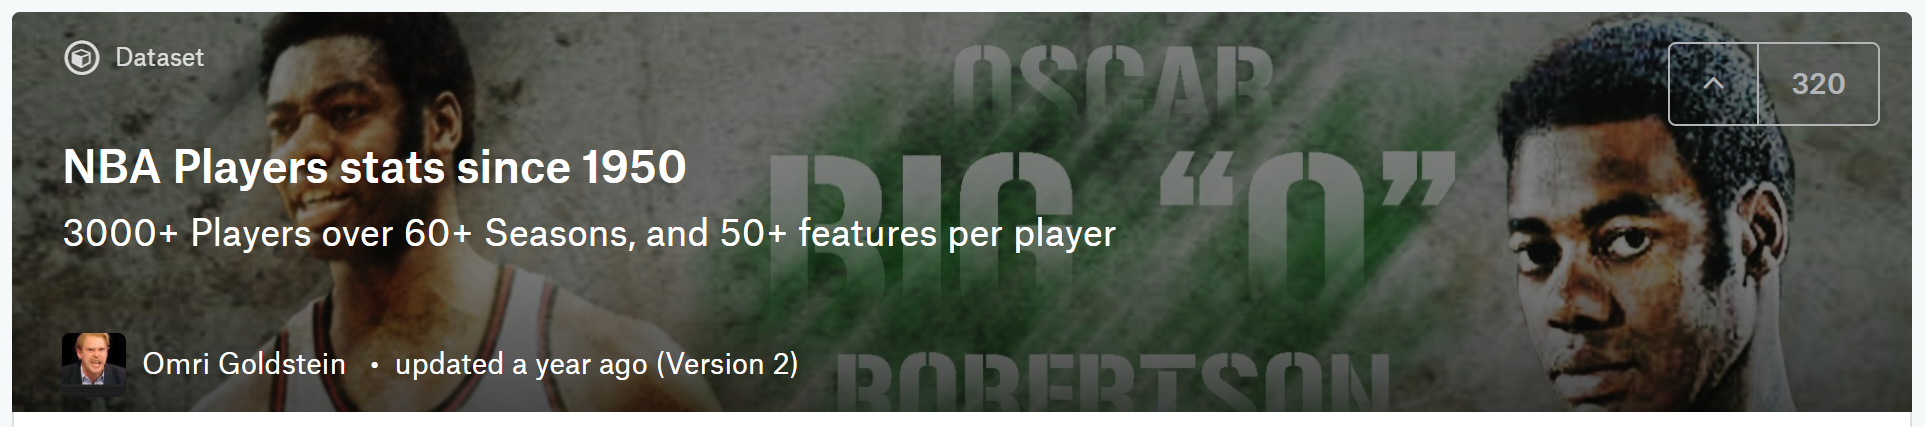 Dataset
OSCAR
320
NBA Players stats since 1950
BIG “O”
3000+ Players over 60+ Seasons, and 50+ features per player
Omri Goldstein • updated a year ago (Version 2)
ROBERTSON